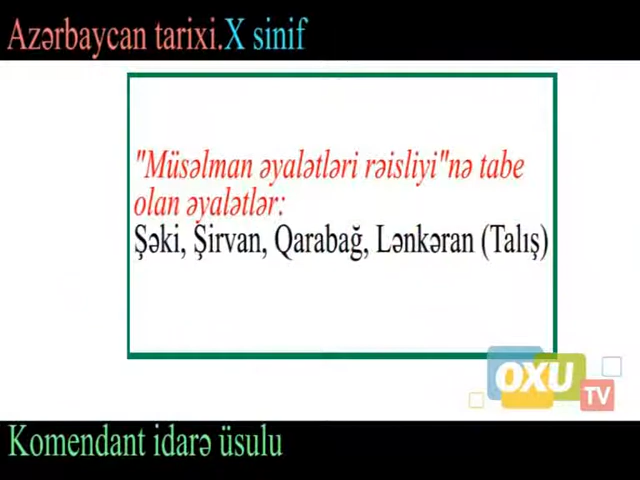 Azərbaycan tarixi.X sinif
"Müsəlman əyalətləri rəisliyi"nə tabe
olan əyalətlər:
Şəki, Şirvan, Qarabağ, Lənkəran (Talış)
OXU
TV
Komendant idarə üsulu